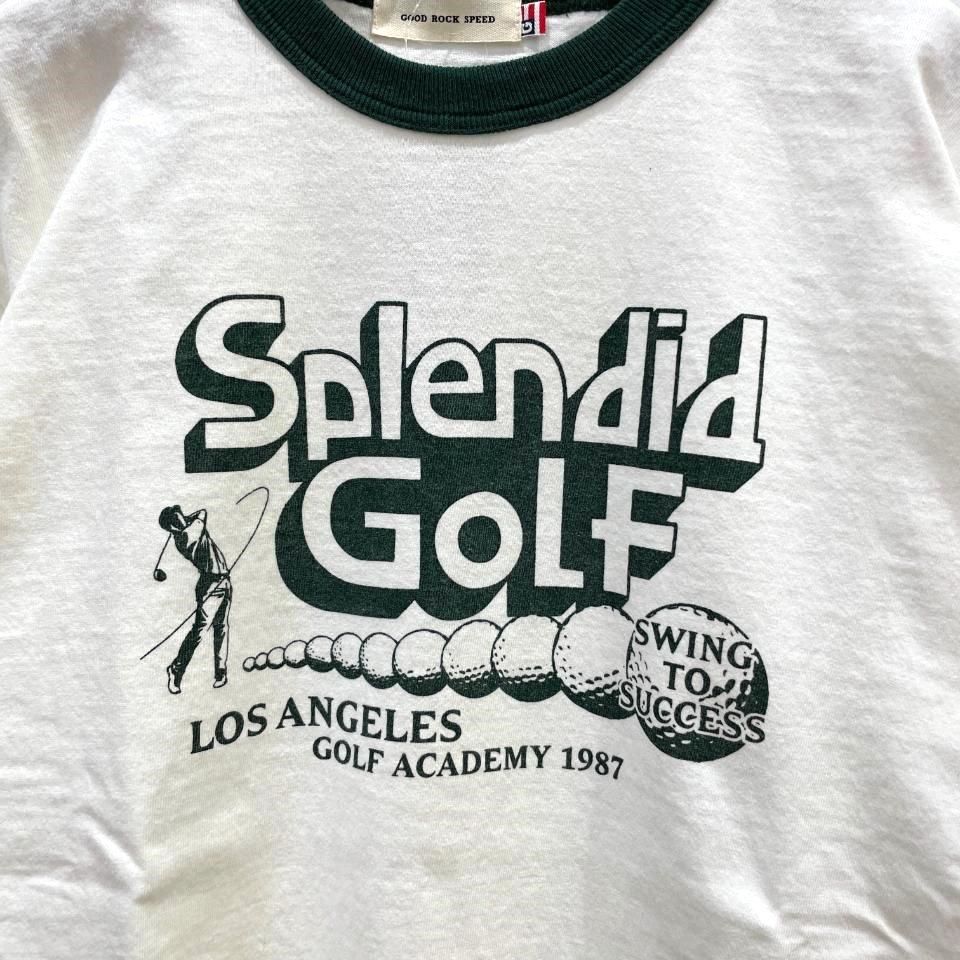 GOOD ROCK SPEED
G
Splendid
GOLF
SWING
TO
SUCCESS
LOS ANGELES
GOLF ACADEMY 1987